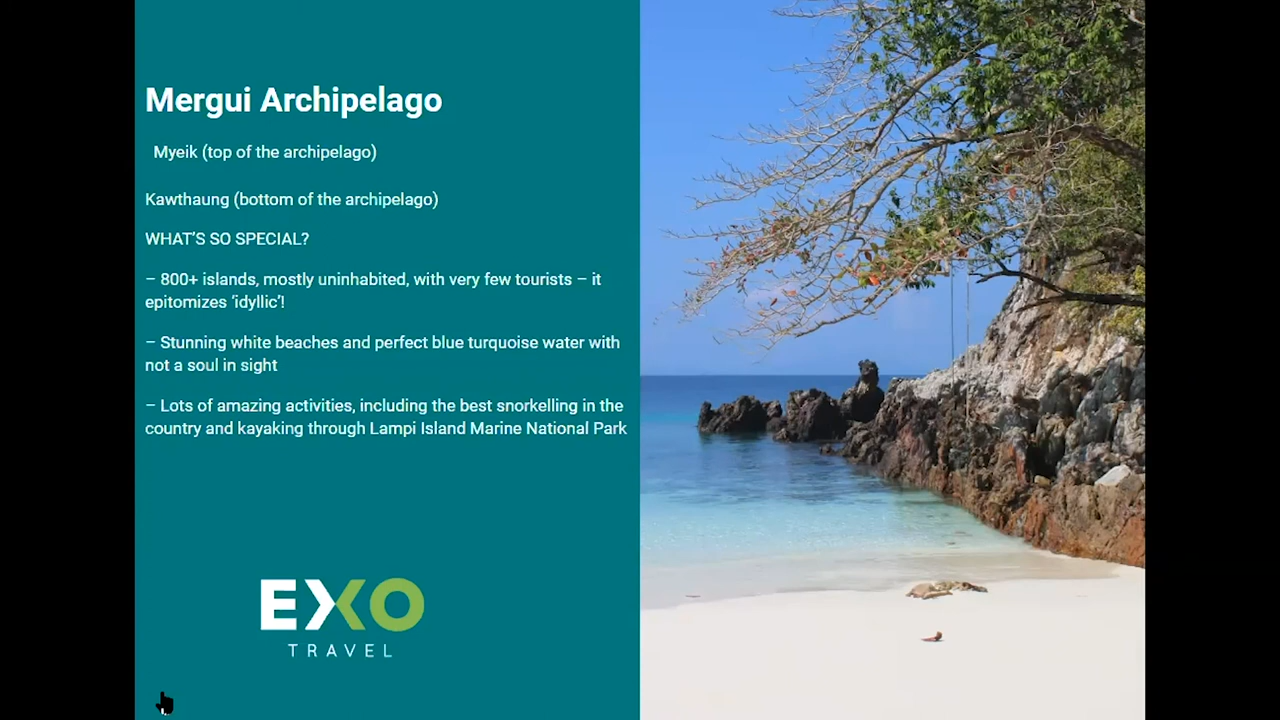 Mergui Archipelago
Myeik (top of the archipelago)
Kawthaung (bottom of the archipelago)
WHAT'S SO SPECIAL?
– 800+ islands, mostly uninhabited, with very few tourists – it
epitomizes 'idyllic'!
– Stunning white beaches and perfect blue turquoise water with
not a soul in sight
– Lots of amazing activities, including the best snorkelling in the
country and kayaking through Lampi Island Marine National Park
EXO
TRAVEL